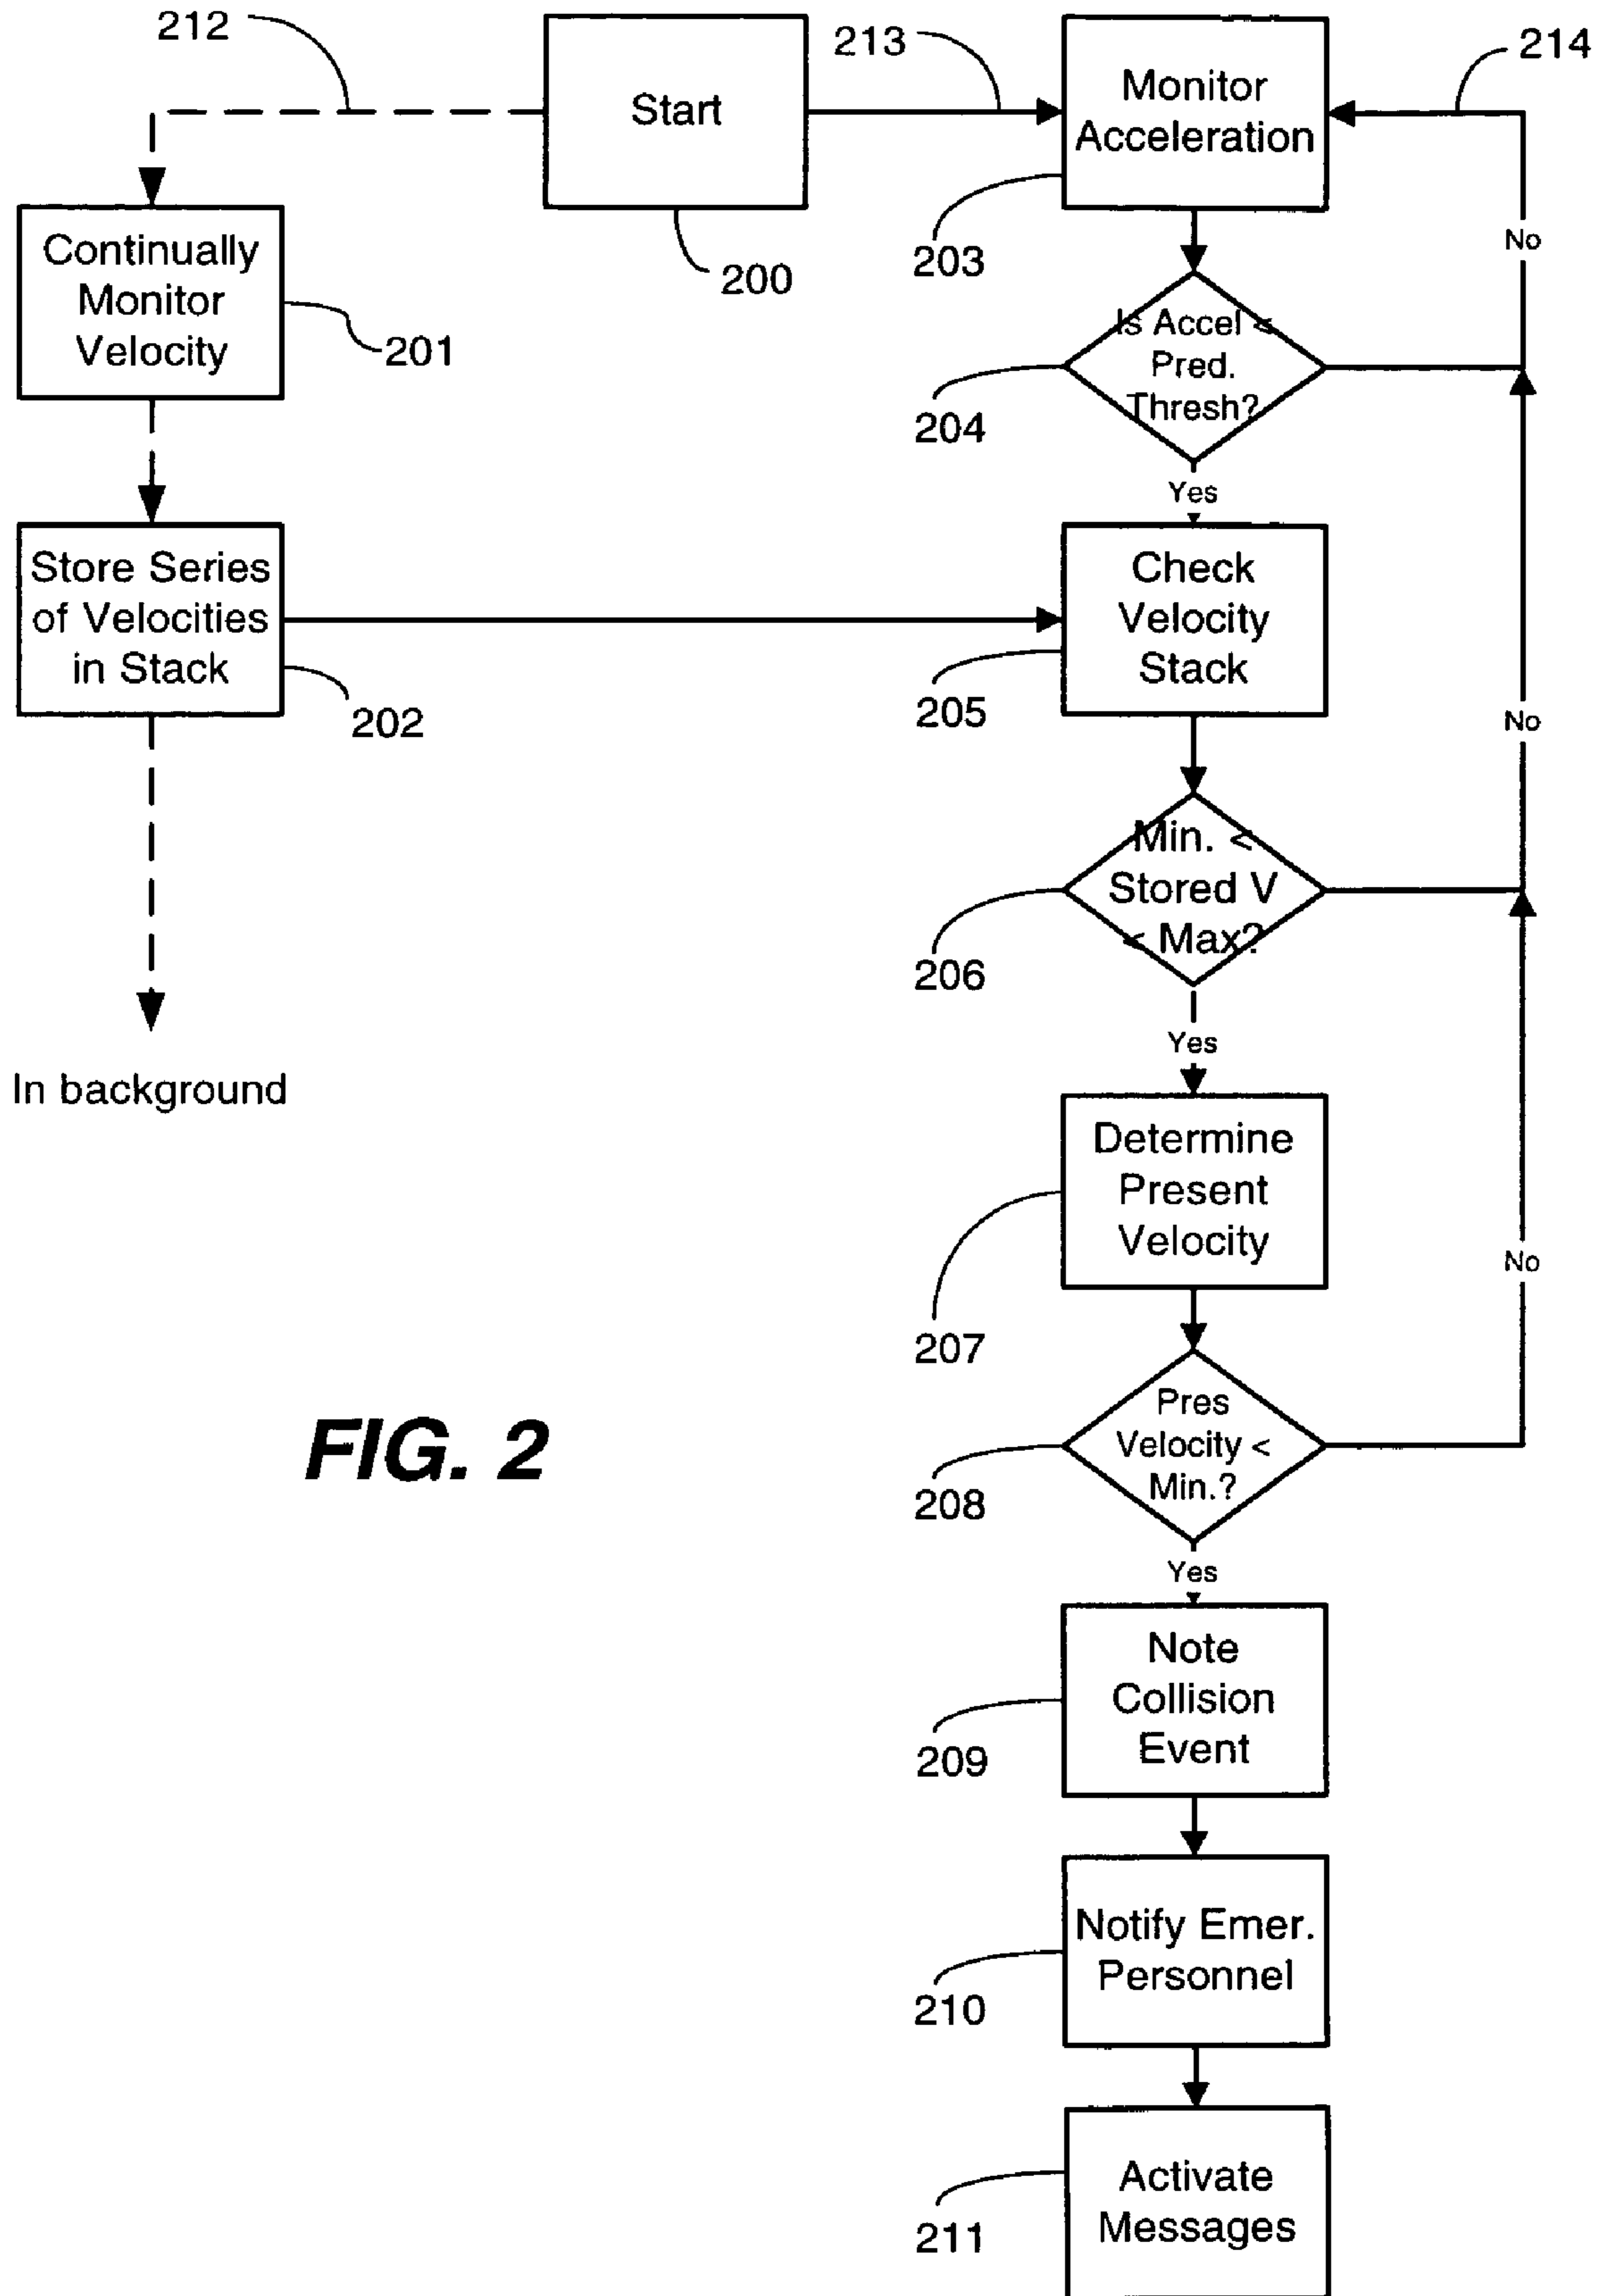 212
Start
213
Monitor
Acceleration
214
200
203
No
Continually
Monitor
Velocity
201
Is Accel <
Pred.
Thresh?
204
Yes
Store Series
of Velocities
in Stack
202
Check
Velocity
Stack
205
No
Min. <
Stored V
< Max?
206
Yes
In background
Determine
Present
Velocity
207
No
Pres
Velocity <
Min.?
208
Yes
FIG. 2
Note
Collision
Event
209
Notify Emer.
Personnel
210
Activate
Messages
211